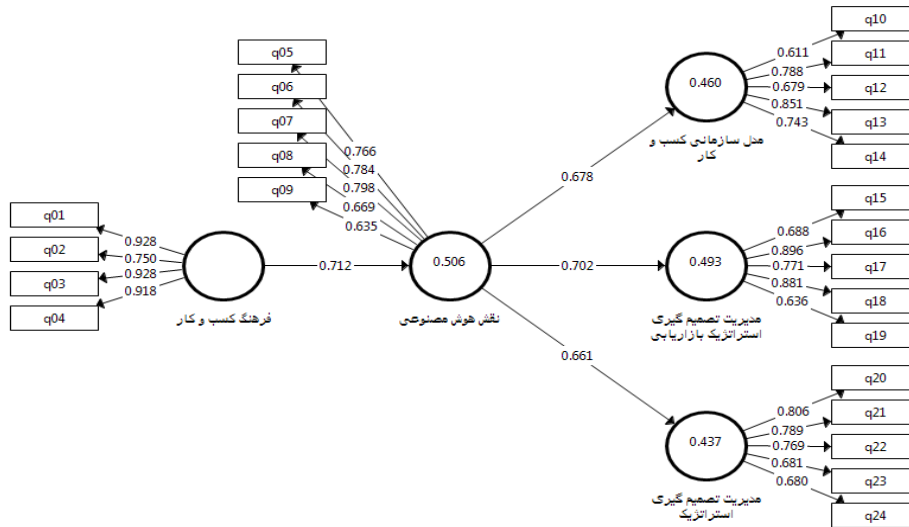 q05
q06
q07
q08
q09
0.766
0.784
0.798
0.669
0.635
q01
q02
q03
q04
0.928
0.750
0.928
0.918
فرهنگ کسب و کار
0.712
0.506
نقش هوش مصنوعی
0.678
0.702
0.661
0.460
مدل سازمانی کسب و
کار
0.611
0.788
0.679
0.851
0.743
q10
q11
q12
q13
q14
0.493
مدیریت تصمیم گیری
استراتژیک بازاریابی
0.688
0.896
0.771
0.881
0.636
q15
q16
q17
q18
q19
0.437
مدیریت تصمیم گیری
استراتژیک
0.806
0.789
0.769
0.681
0.680
q20
q21
q22
q23
q24